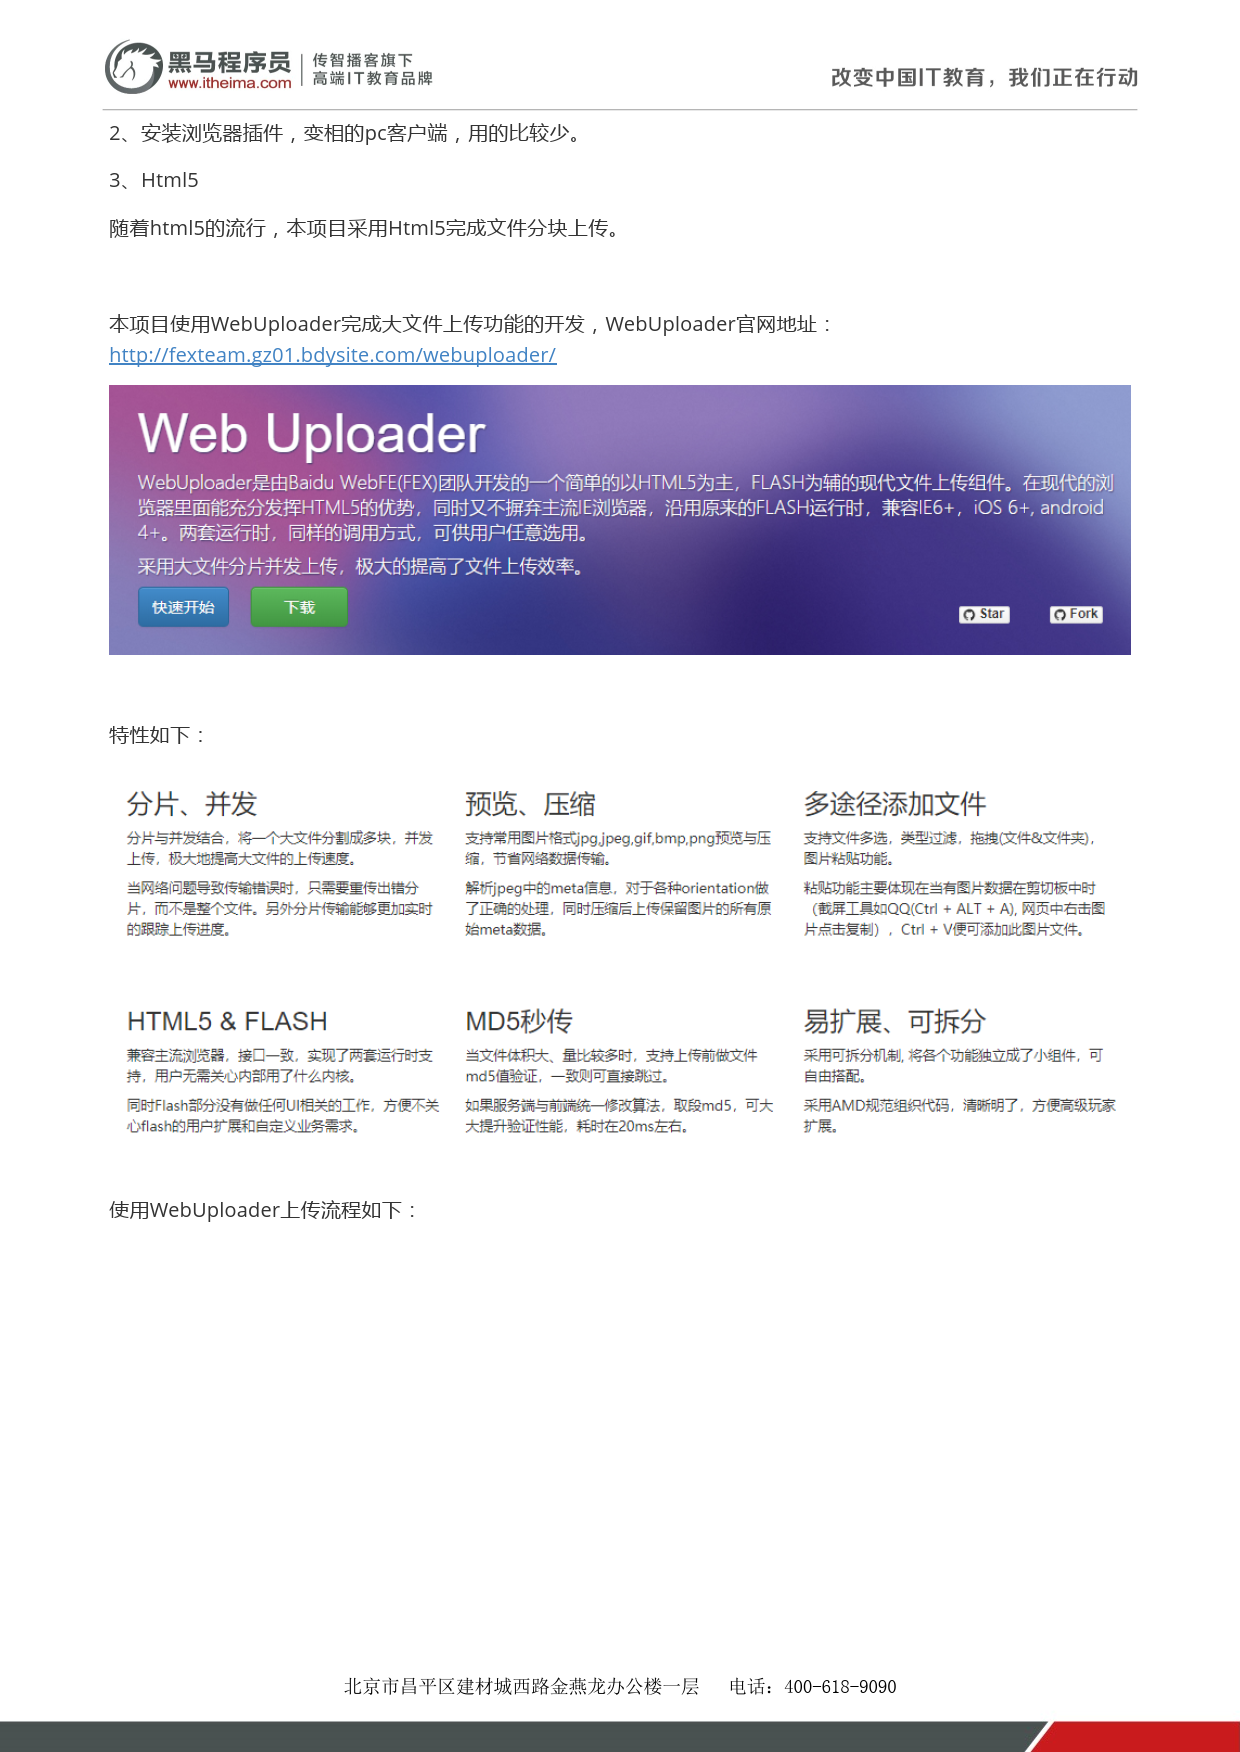 黑马程序员
www.itheima.com
传智播客旗下
高端IT教育品牌
改变中国IT教育，我们正在行动
2、安装浏览器插件，变相的pc客户端，用的比较少。
3、Html5
随着html5的流行，本项目采用Html5完成文件分块上传。
本项目使用WebUploader完成大文件上传功能的开发，WebUploader官网地址：
http://fexteam.gz01.bdysite.com/webuploader/
Web Uploader
WebUploader是由Baidu WebFE(FEX)团队开发的一个简单的以HTML5为主，FLASH为辅的现代文件上传组件。在现代的浏
览器里面能充分发挥HTML5的优势，同时又不摒弃主流IE浏览器，沿用原来的FLASH运行时，兼容IE6+，iOS 6+, android
4+。两套运行时，同样的调用方式，可供用户任意选用。
采用大文件分片并发上传，极大的提高了文件上传效率。
快速开始
下载
Star
Fork
特性如下：
分片、并发
分片与并发结合，将一个大文件分割成多块，并发
上传，极大地提高大文件的上传速度。
当网络问题导致传输错误时，只需要重传出错分
片，而不是整个文件。另外分片传输能够更加实时
的跟踪上传进度。
预览、压缩
支持常用图片格式jpg,jpeg,gif,bmp,png预览与压
缩，节省网络数据传输。
解析jpeg中的meta信息，对于各种orientation做
了正确的处理，同时压缩后上传保留图片的所有原
始meta数据。
多途径添加文件
支持文件多选，类型过滤，拖拽(文件&文件夹)，
图片粘贴功能。
粘贴功能主要体现在当有图片数据在剪切板中时
（截屏工具如QQ(Ctrl + ALT + A), 网页中右击图
片点击复制），Ctrl + V便可添加此图片文件。
HTML5 & FLASH
兼容主流浏览器，接口一致，实现了两套运行时支
持，用户无需关心内部用了什么内核。
同时Flash部分没有做任何UI相关的工作，方便不关
心flash的用户扩展和自定义业务需求。
MD5秒传
当文件体积大、量比较多时，支持上传前做文件
md5值验证，一致则可直接跳过。
如果服务端与前端统一修改算法，取段md5，可大
大提升验证性能，耗时在20ms左右。
易扩展、可拆分
采用可拆分机制, 将各个功能独立成了小组件，可
自由搭配。
采用AMD规范组织代码，清晰明了，方便高级玩家
扩展。
使用WebUploader上传流程如下：
北京市昌平区建材城西路金燕龙办公楼一层 电话：400-618-9090